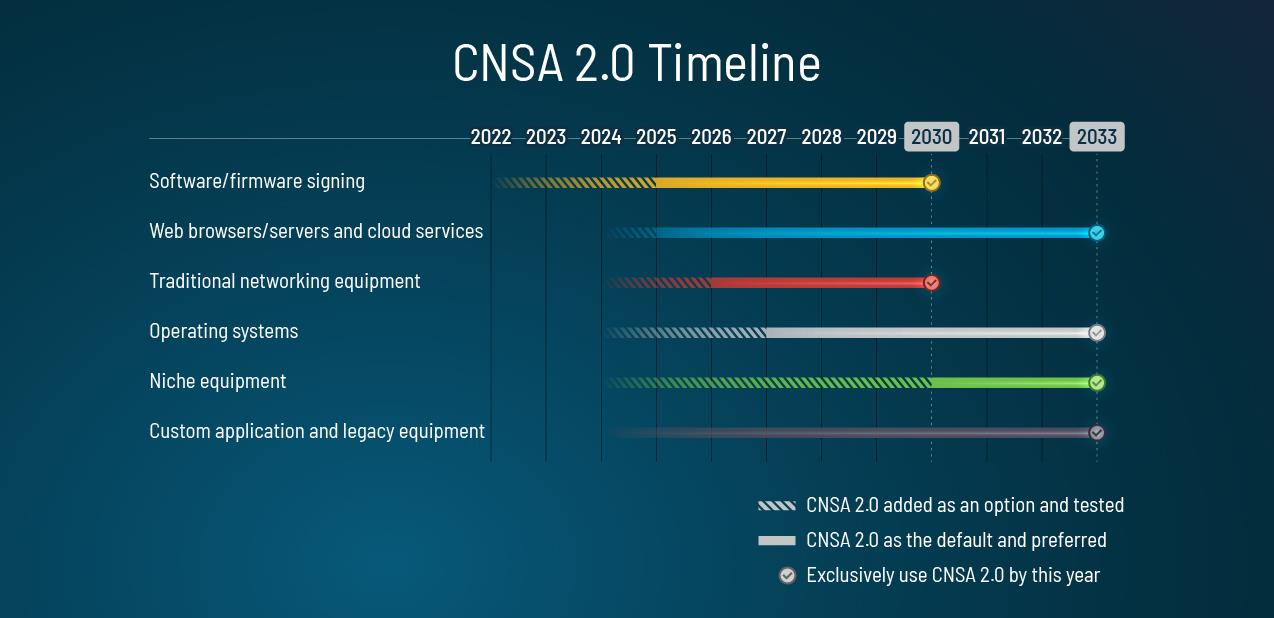 CNSA 2.0 Timeline
2022 2023 2024 2025 2026 2027 2028 2029 2030 2031 2032 2033
Software/firmware signing
Web browsers/servers and cloud services
Traditional networking equipment
Operating systems
Niche equipment
Custom application and legacy equipment
CNSA 2.0 added as an option and tested
CNSA 2.0 as the default and preferred
Exclusively use CNSA 2.0 by this year